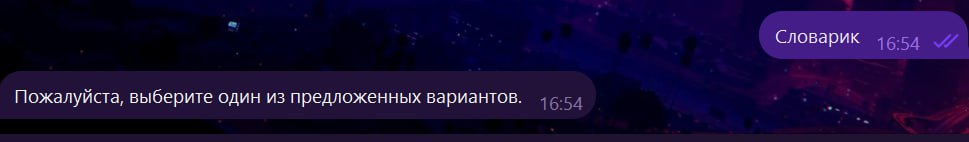 Словарик 16:54
Пожалуйста, выберите один из предложенных вариантов. 16:54